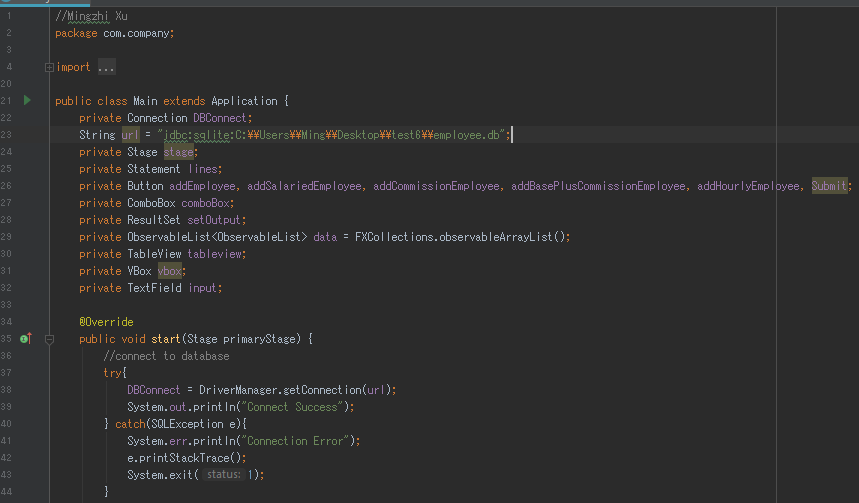 1 //Mingzhi Xu
2 package com.company;
3
4 import ...
20
21 public class Main extends Application {
22 private Connection DBConnect;
23 String url = "jdbc:sqlite:C:₩₩Users₩₩Ming₩₩Desktop₩₩test6₩₩employee.db";
24 private Stage stage;
25 private Statement lines;
26 private Button addEmployee, addSalariedEmployee, addCommissionEmployee, addBasePlusCommissionEmployee, addHourlyEmployee, Submit;
27 private ComboBox comboBox;
28 private ResultSet setOutput;
29 private ObservableList<ObservableList> data = FXCollections.observableArrayList();
30 private TableView tableview;
31 private VBox vbox;
32 private TextField input;
33
34 @Override
35 public void start(Stage primaryStage) {
36 //connect to database
37 try{
38 DBConnect = DriverManager.getConnection(url);
39 System.out.println("Connect Success");
40 } catch(SQLException e){
41 System.err.println("Connection Error");
42 e.printStackTrace();
43 System.exit( status: 1);
44 }